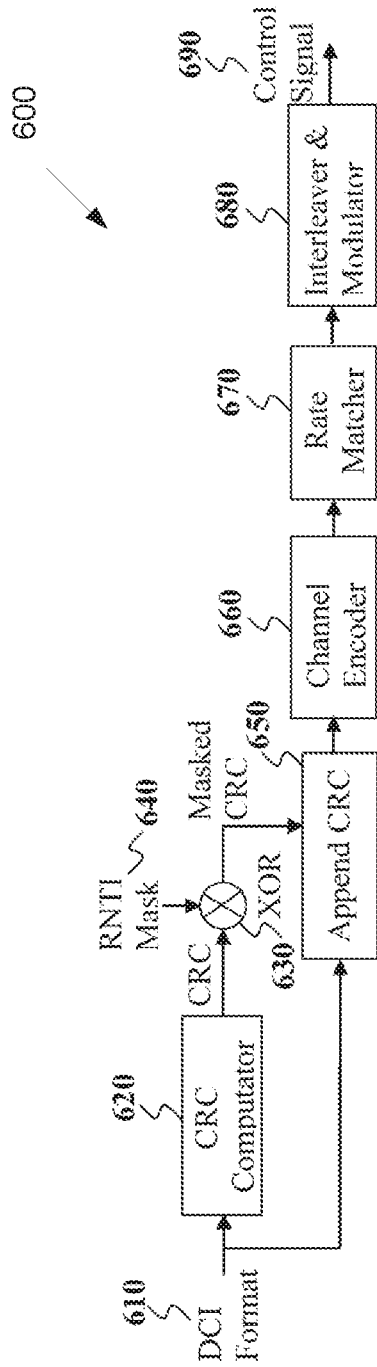 600
610
DCI
Format
620
CRC
Computator
CRC
RNTI
Mask
640
630
XOR
Masked
CRC
650
Append CRC
660
Channel
Encoder
670
Rate
Matcher
680
Interleaver &
Modulator
690
Control
Signal